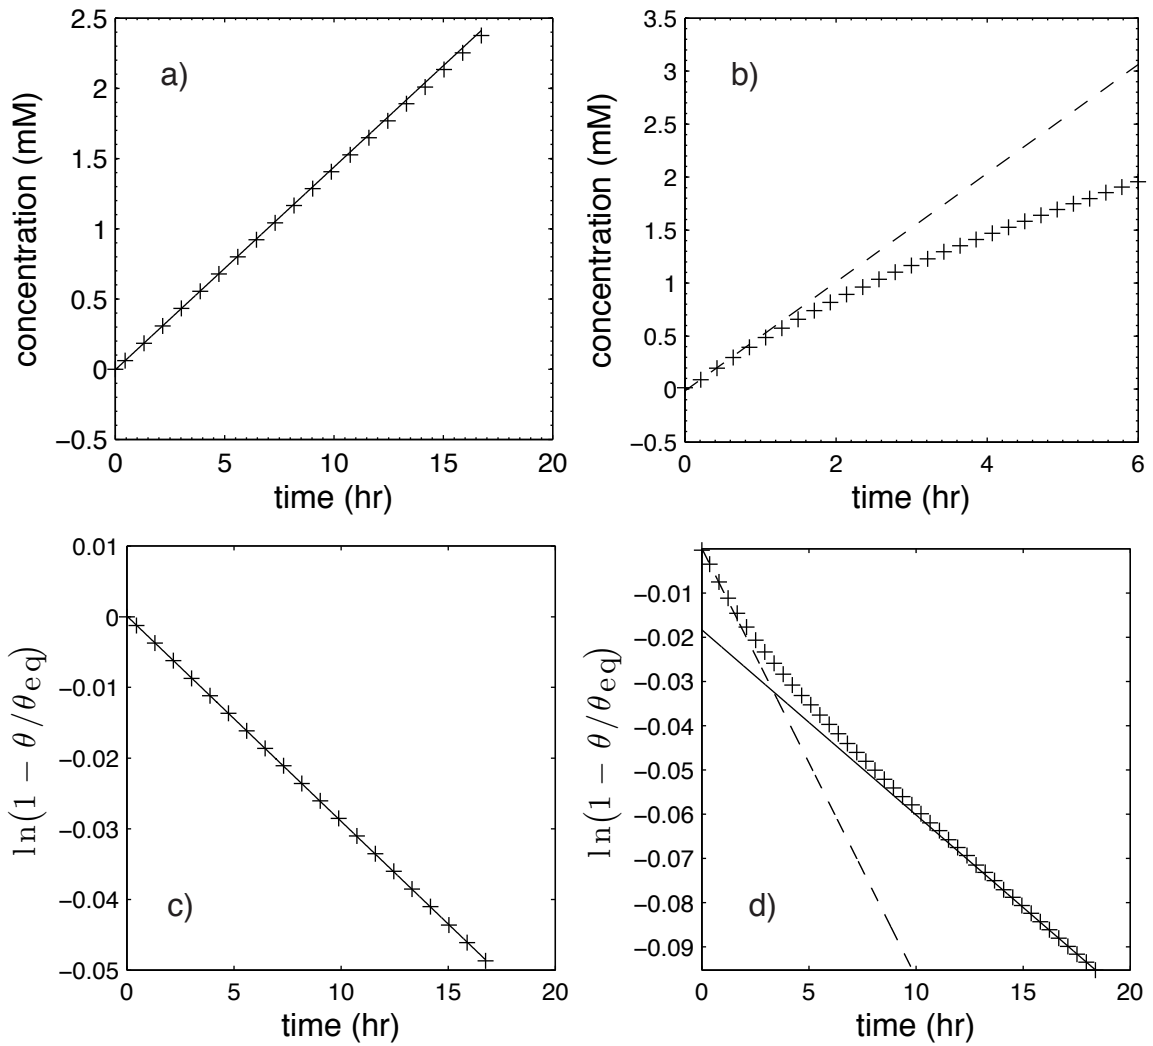 a)
concentration (mM)
2.5
2
1.5
1
0.5
0
−0.5
0 5 10 15 20
time (hr)
b)
concentration (mM)
3.5
3
2.5
2
1.5
1
0.5
0
−0.5
0 2 4 6
time (hr)
c)
ln(1 − θ/θeq)
0.01
0
−0.01
−0.02
−0.03
−0.04
−0.05
0 5 10 15 20
time (hr)
d)
ln(1 − θ/θeq)
−0.01
−0.02
−0.03
−0.04
−0.05
−0.06
−0.07
−0.08
−0.09
0 5 10 15 20
time (hr)